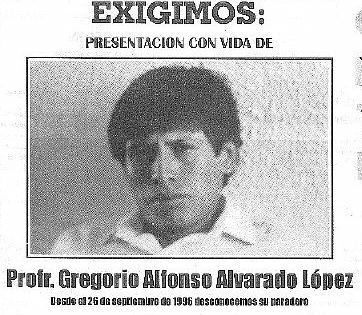 EXIGIMOS:
PRESENTACION CON VIDA DE
Profr. Gregorio Alfonso Alvarado López
Desde el 26 de septiembre de 1996 desconocemos su paradero